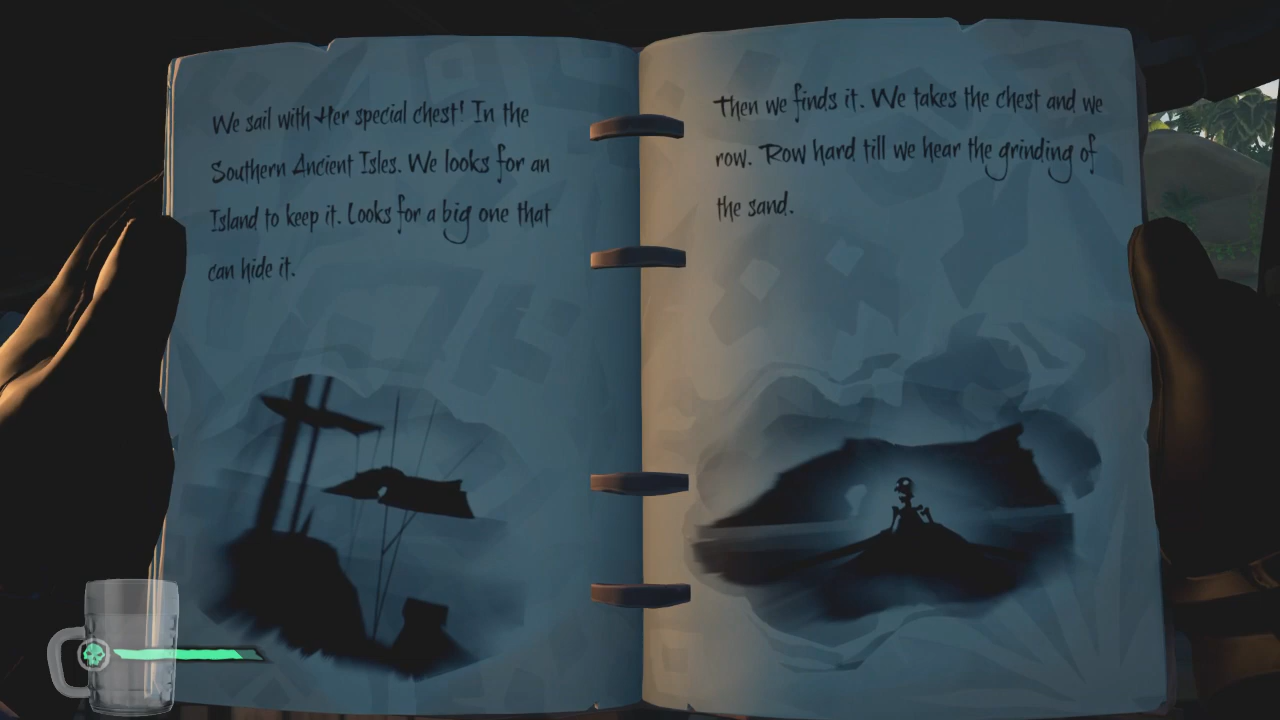 We sail with Her special chest! In the
Southern Ancient Isles. We looks for an
Island to keep it. Looks for a big one that
can hide it.
Then we finds it. We takes the chest and we
row. Row hard till we hear the grinding of
the sand.